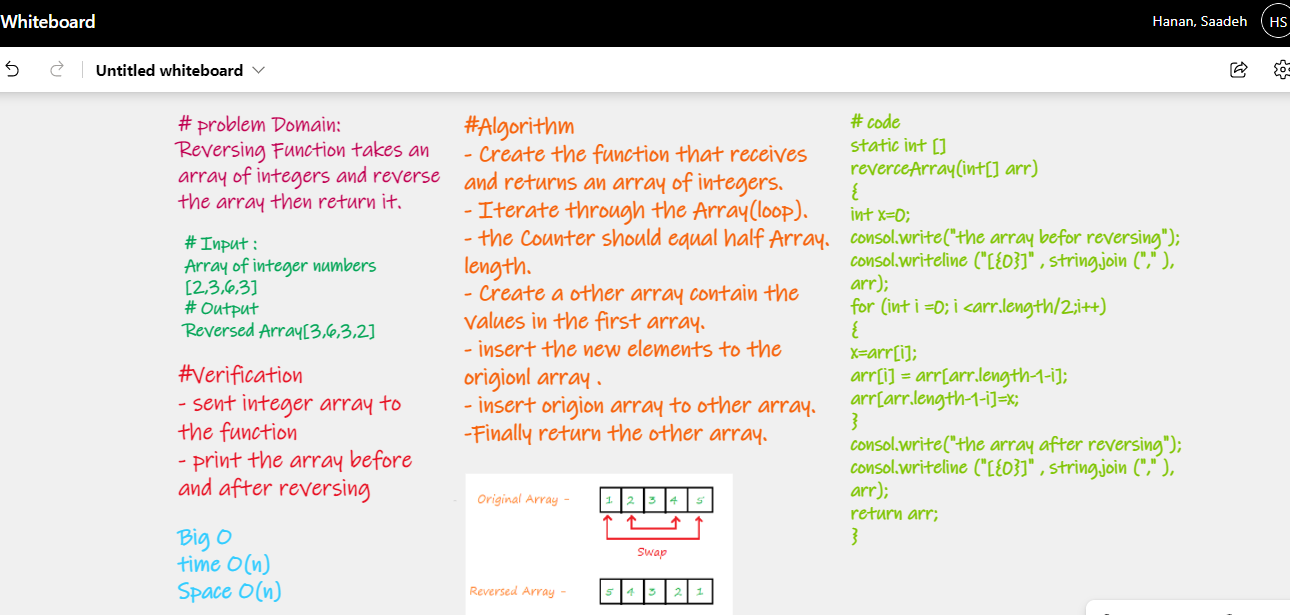 Whiteboard
Hanan, Saadeh
HS
Untitled whiteboard
# problem Domain:
Reversing Function takes an
array of integers and reverse
the array then return it.
# Input :
Array of integer numbers
[2,3,6,3]
# Output
Reversed Array[3,6,3,2]
#Verification
- sent integer array to
the function
- print the array before
and after reversing
Big O
time O(n)
Space O(n)
#Algorithm
- Create the function that receives
and returns an array of integers.
- Iterate through the Array(loop).
- the Counter should equal half Array.
length.
- Create a other array contain the
values in the first array.
- insert the new elements to the
origionl array .
- insert origion array to other array.
-Finally return the other array.
Original Array -
1 2 3 4 5
Swap
Reversed Array -
5 4 3 2 1
# code
static int []
reverceArray(int[] arr)
{
int x=0;
consol.write("the array befor reversing");
consol.writeline ("[{0}]" , string.join ("," ),
arr);
for (int i =0; i <arr.length/2;i++)
{
x=arr[i];
arr[i] = arr[arr.length-1-i];
arr[arr.length-1-i]=x;
}
consol.write("the array after reversing");
consol.writeline ("[{0}]" , string.join ("," ),
arr);
return arr;
}